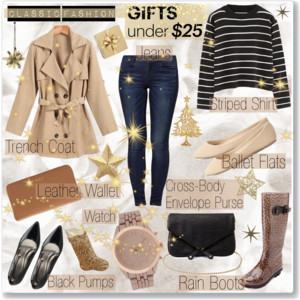 CLASSIC FASHION
GIFTS
under $25
Jeans
Striped Shirt
Trench Coat
Ballet Flats
Leather Wallet
Cross-Body
Envelope Purse
Watch
Black Pumps
Rain Boots